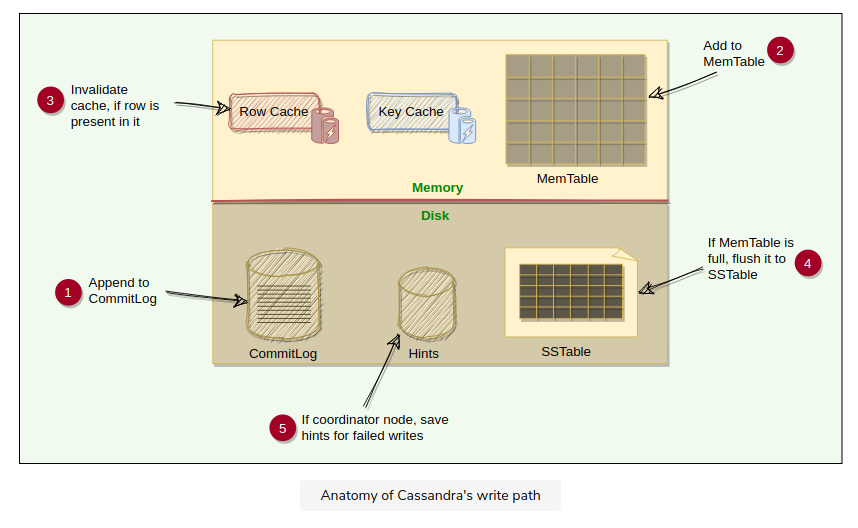 Add to
MemTable
2
3
Invalidate
cache, if row is
present in it
Row Cache
Key Cache
MemTable
Memory
Disk
If MemTable is
full, flush it to
SSTable
4
1
Append to
CommitLog
CommitLog
Hints
SSTable
5
If coordinator node, save
hints for failed writes
Anatomy of Cassandra's write path